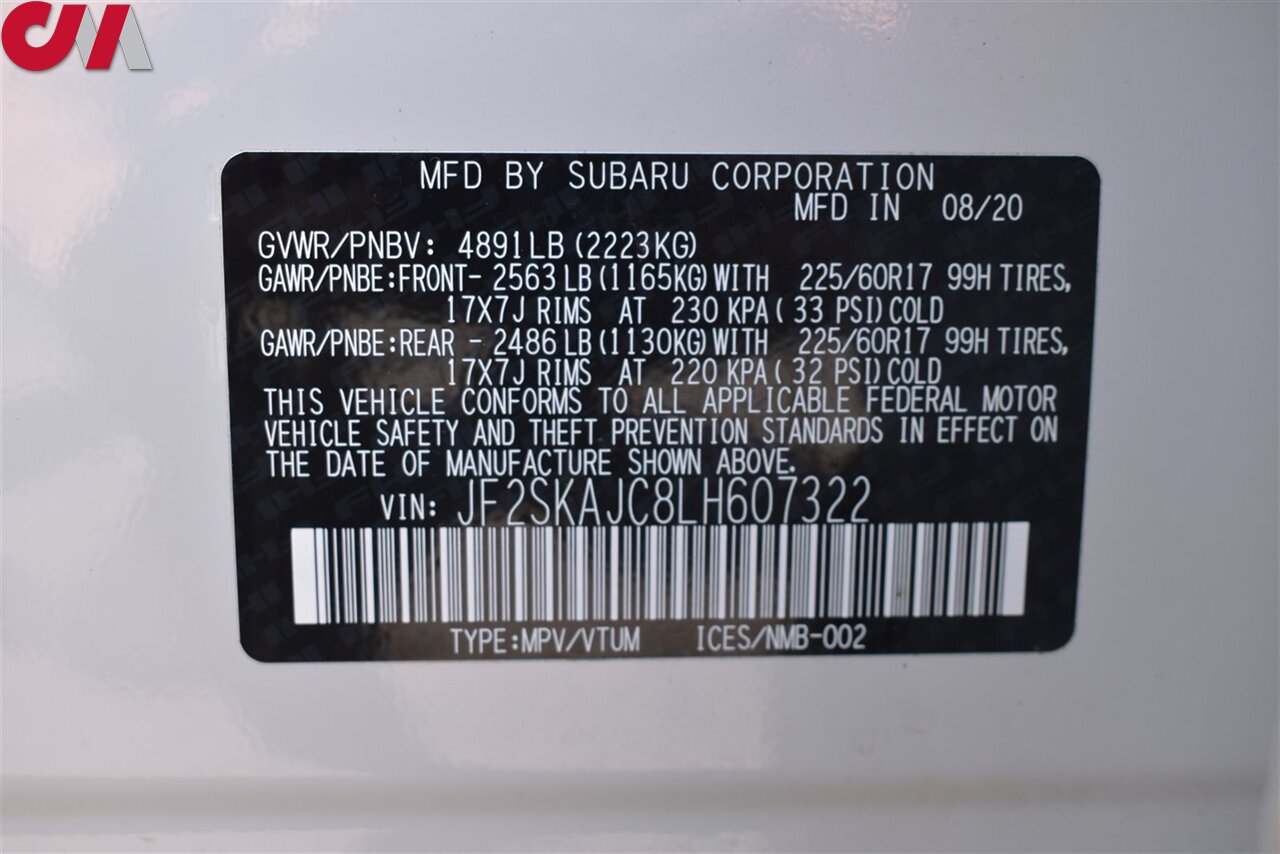 MFD BY SUBARU CORPORATION
MFD IN 08/20
GVWR/PNBV: 4891LB (2223KG)
GAWR/PNBE:FRONT- 2563 LB (1165KG) WITH 225/60R17 99H TIRES,
17X7J RIMS AT 230 KPA ( 33 PSI) COLD
GAWR/PNBE:REAR - 2486 LB (1130KG) WITH 225/60R17 99H TIRES,
17X7J RIMS AT 220 KPA ( 32 PSI) COLD
THIS VEHICLE CONFORMS TO ALL APPLICABLE FEDERAL MOTOR
VEHICLE SAFETY AND THEFT PREVENTION STANDARDS IN EFFECT ON
THE DATE OF MANUFACTURE SHOWN ABOVE.
VIN: JF2SKAJC8LH607322
TYPE:MPV/VTUM ICES/NMB-002